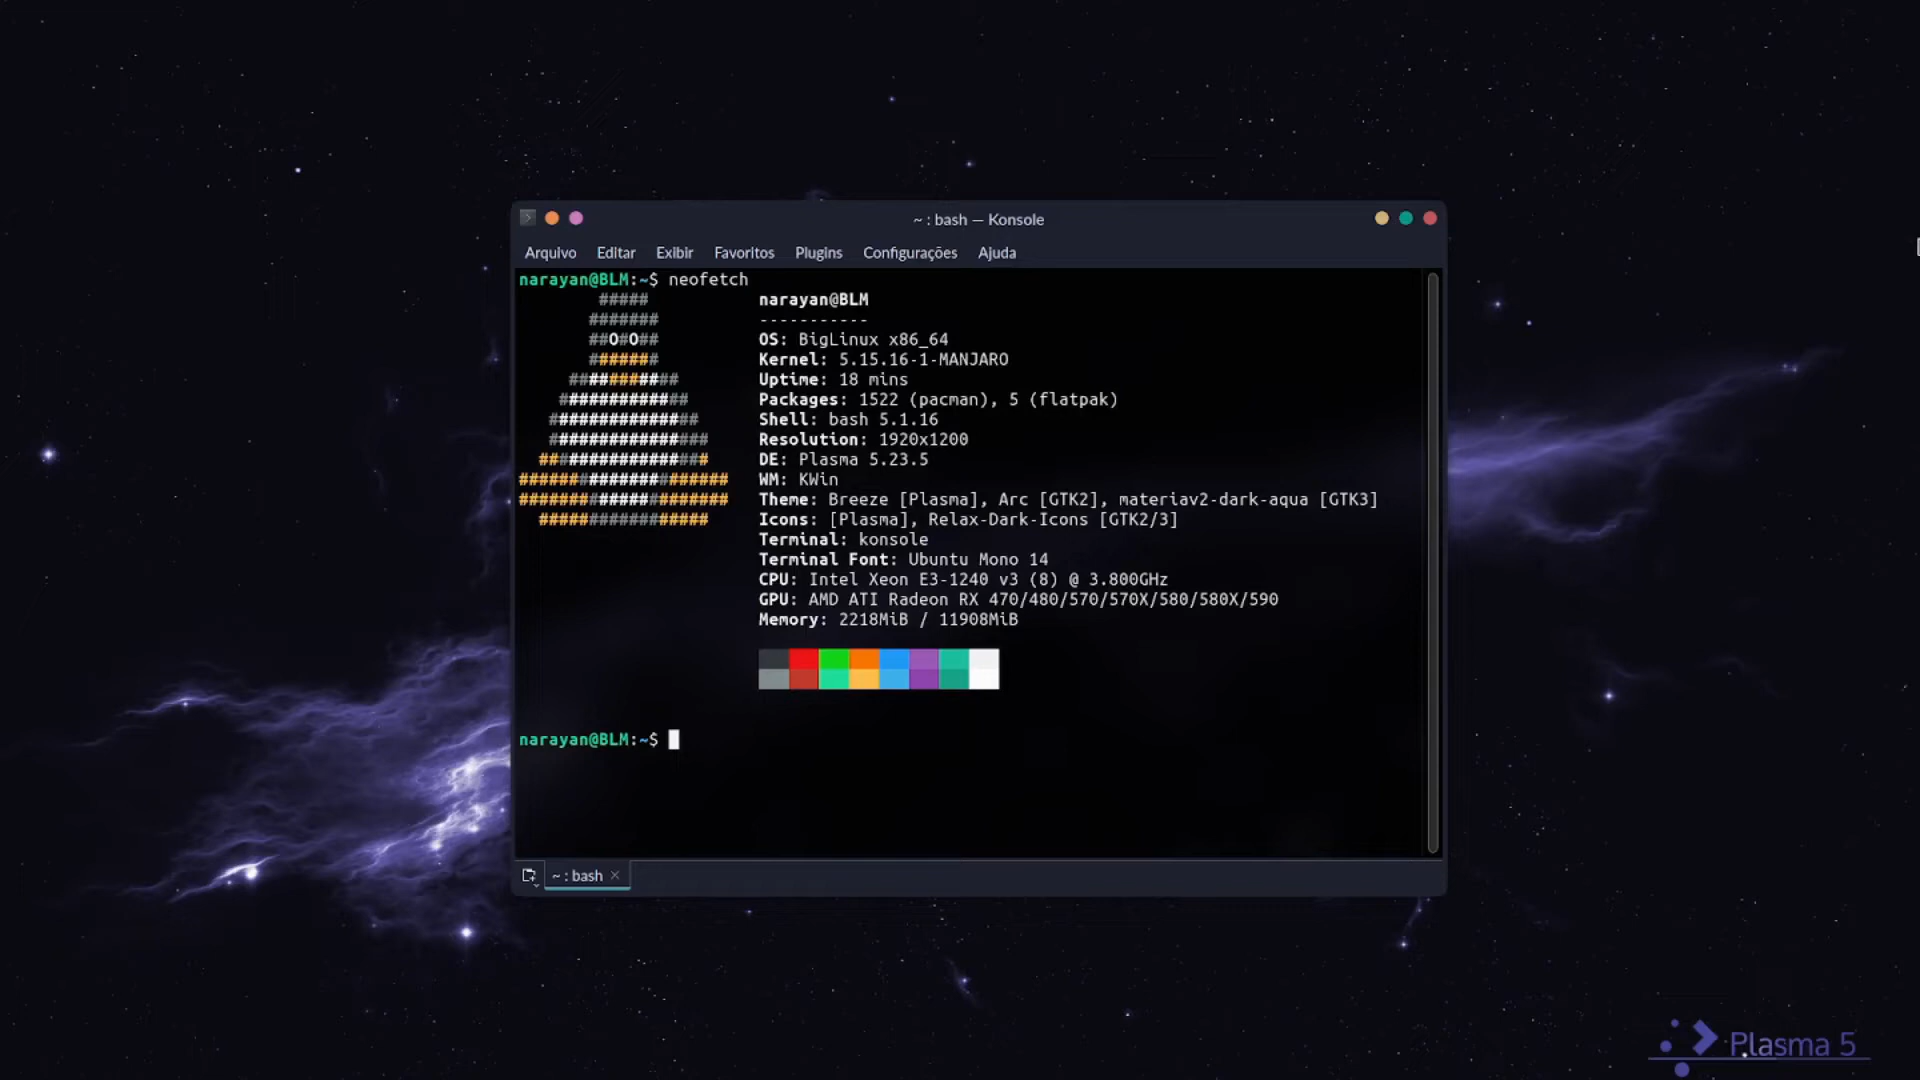 ~ : bash — Konsole
Arquivo Editar Exibir Favoritos Plugins Configurações Ajuda
narayan@BLM:~$ neofetch
#####
#######
##O#O##
#######
###########
#############
###############
################
#################
#####################
#####################
#################
narayan@BLM
-----------
OS: BigLinux x86_64
Kernel: 5.15.16-1-MANJARO
Uptime: 18 mins
Packages: 1522 (pacman), 5 (flatpak)
Shell: bash 5.1.16
Resolution: 1920x1200
DE: Plasma 5.23.5
WM: KWin
Theme: Breeze [Plasma], Arc [GTK2], materiav2-dark-aqua [GTK3]
Icons: [Plasma], Relax-Dark-Icons [GTK2/3]
Terminal: konsole
Terminal Font: Ubuntu Mono 14
CPU: Intel Xeon E3-1240 v3 (8) @ 3.800GHz
GPU: AMD ATI Radeon RX 470/480/570/570X/580/580X/590
Memory: 2218MiB / 11908MiB
narayan@BLM:~$
~ : bash
Plasma 5